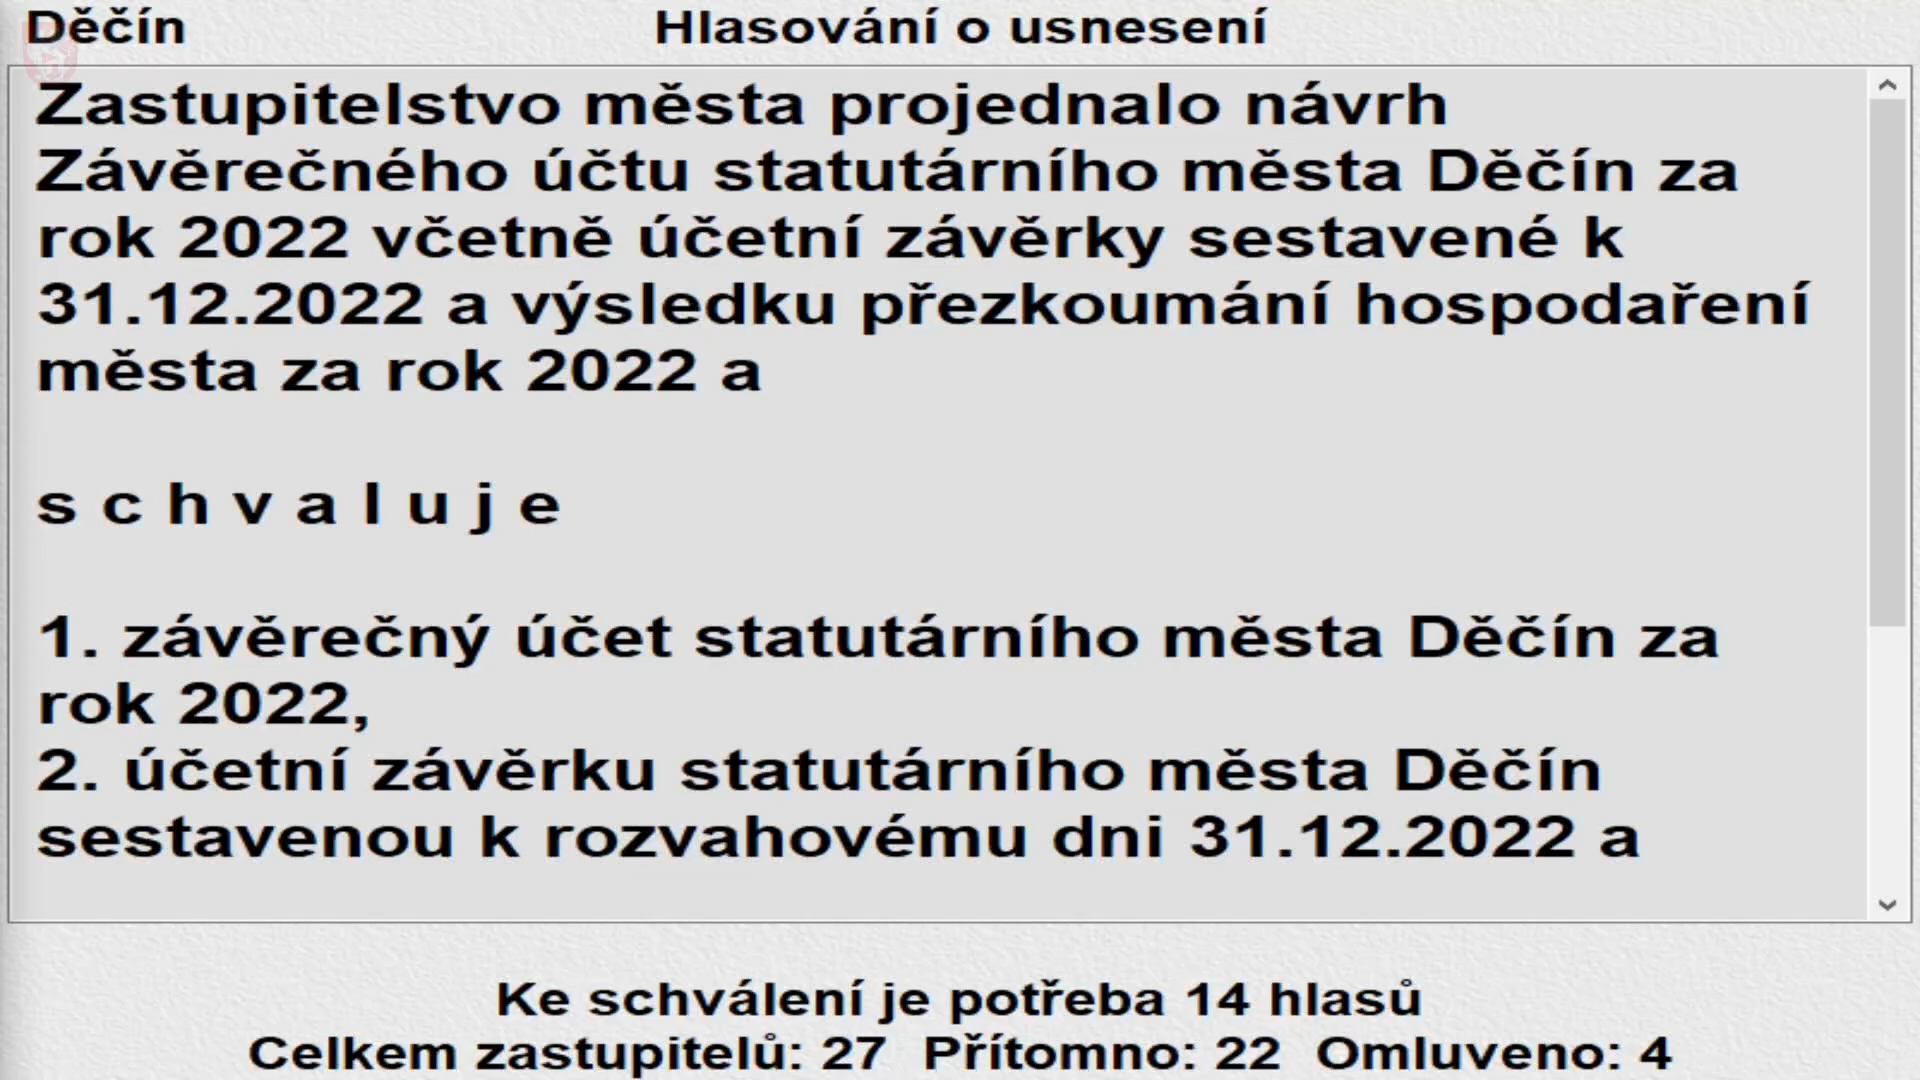 Děčín
Hlasování o usnesení
Zastupitelstvo města projednalo návrh
Závěrečného účtu statutárního města Děčín za
rok 2022 včetně účetní závěrky sestavené k
31.12.2022 a výsledku přezkoumání hospodaření
města za rok 2022 a
s c h v a l u j e
1. závěrečný účet statutárního města Děčín za
rok 2022,
2. účetní závěrku statutárního města Děčín
sestavenou k rozvahovému dni 31.12.2022 a
Ke schválení je potřeba 14 hlasů
Celkem zastupitelů: 27 Přítomno: 22 Omluveno: 4